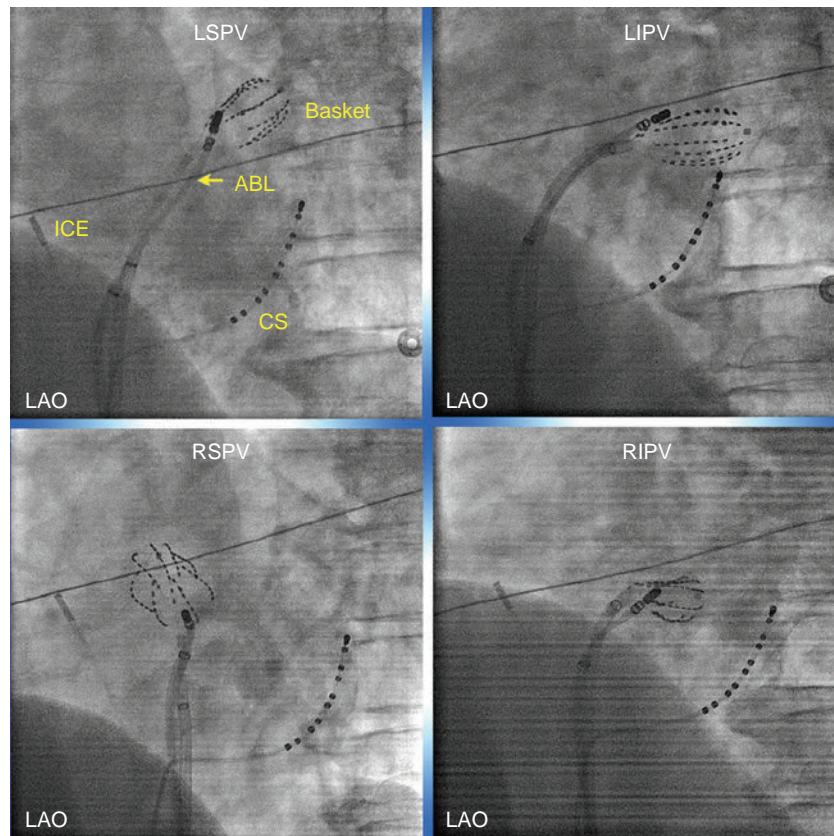 LSPV
Basket
ABL
ICE
CS
LAO
LIPV
LAO
RSPV
LAO
RIPV
LAO